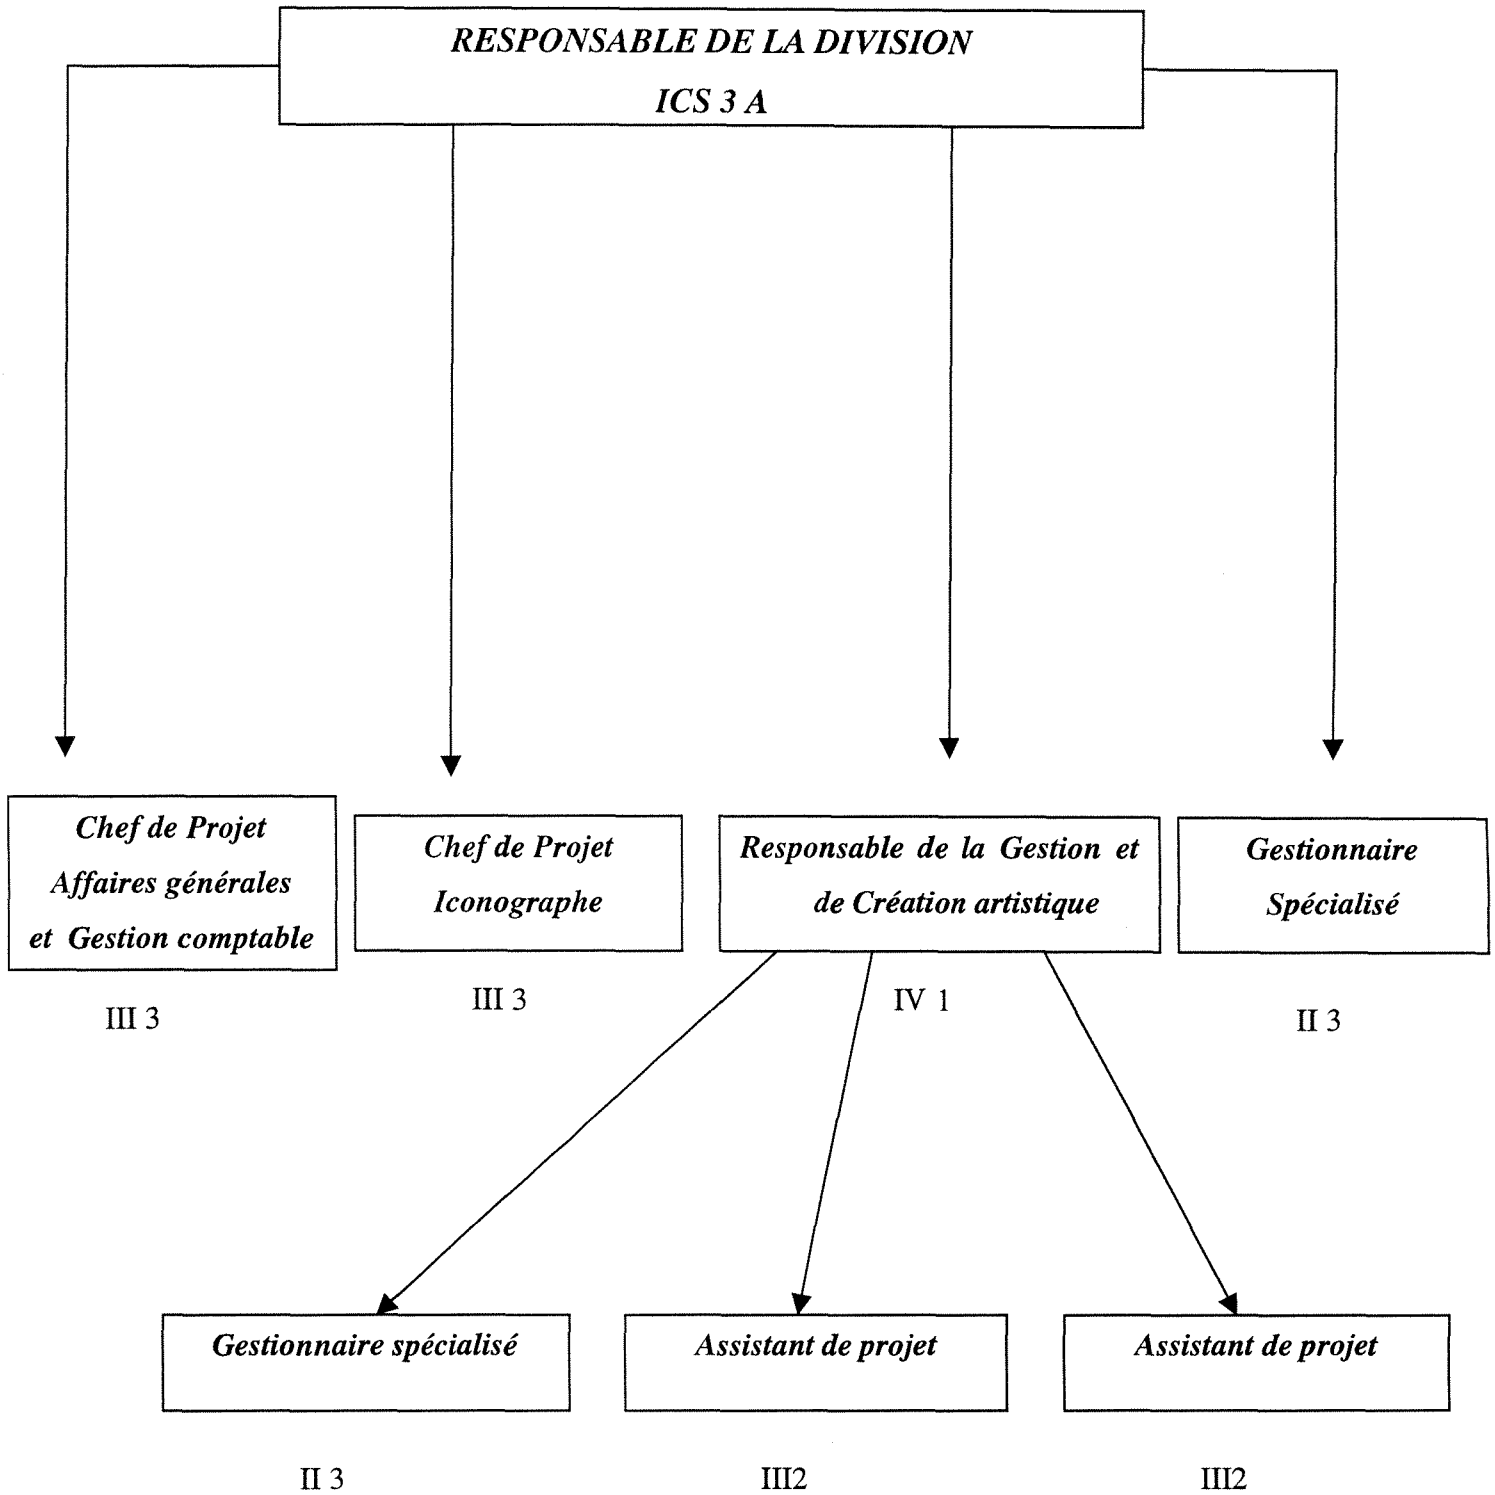 RESPONSABLE DE LA DIVISION
ICS 3 A
Chef de Projet
Affaires générales
et Gestion comptable
III 3
Chef de Projet
Iconographe
III 3
Responsable de la Gestion et
de Création artistique
IV 1
Gestionnaire
Spécialisé
II 3
Gestionnaire spécialisé
II 3
Assistant de projet
III2
Assistant de projet
III2